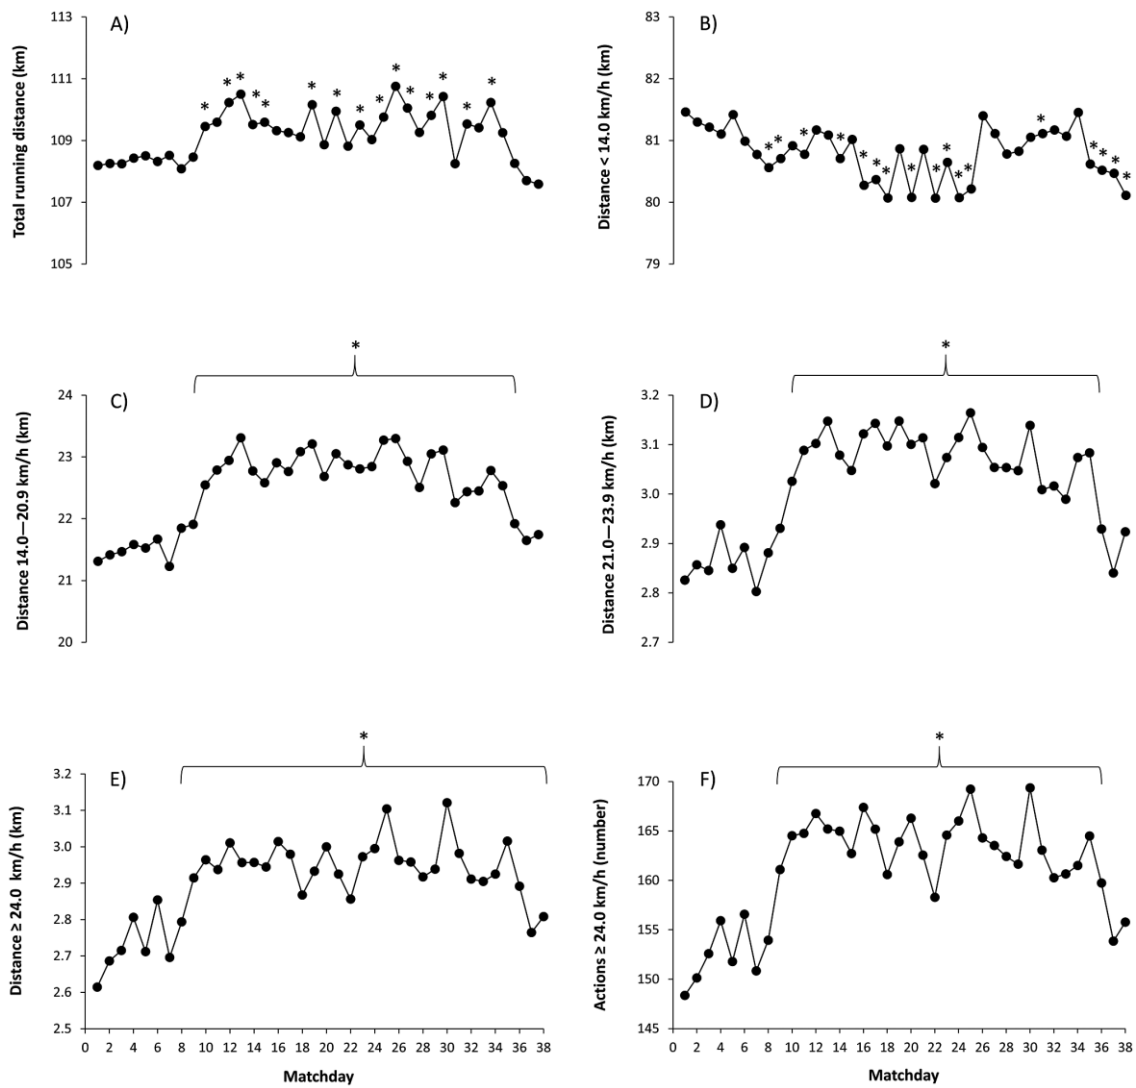 A)
Total running distance (km)
113
111
109
107
105
* * * * * * * * * * * * * * * *
B)
Distance < 14.0 km/h (km)
83
82
81
80
79
* * * * * * * * * * * * * * * * *
C)
Distance 14.0—20.9 km/h (km)
24
23
22
21
20
*
D)
Distance 21.0—23.9 km/h (km)
3.2
3.1
3.0
2.9
2.8
2.7
*
E)
Distance ≥ 24.0 km/h (km)
3.2
3.1
3.0
2.9
2.8
2.7
2.6
2.5
*
0 2 4 6 8 10 12 14 16 18 20 22 24 26 28 30 32 34 36 38
Matchday
F)
Actions ≥ 24.0 km/h (number)
170
165
160
155
150
145
*
0 2 4 6 8 10 12 14 16 18 20 22 24 26 28 30 32 34 36 38
Matchday